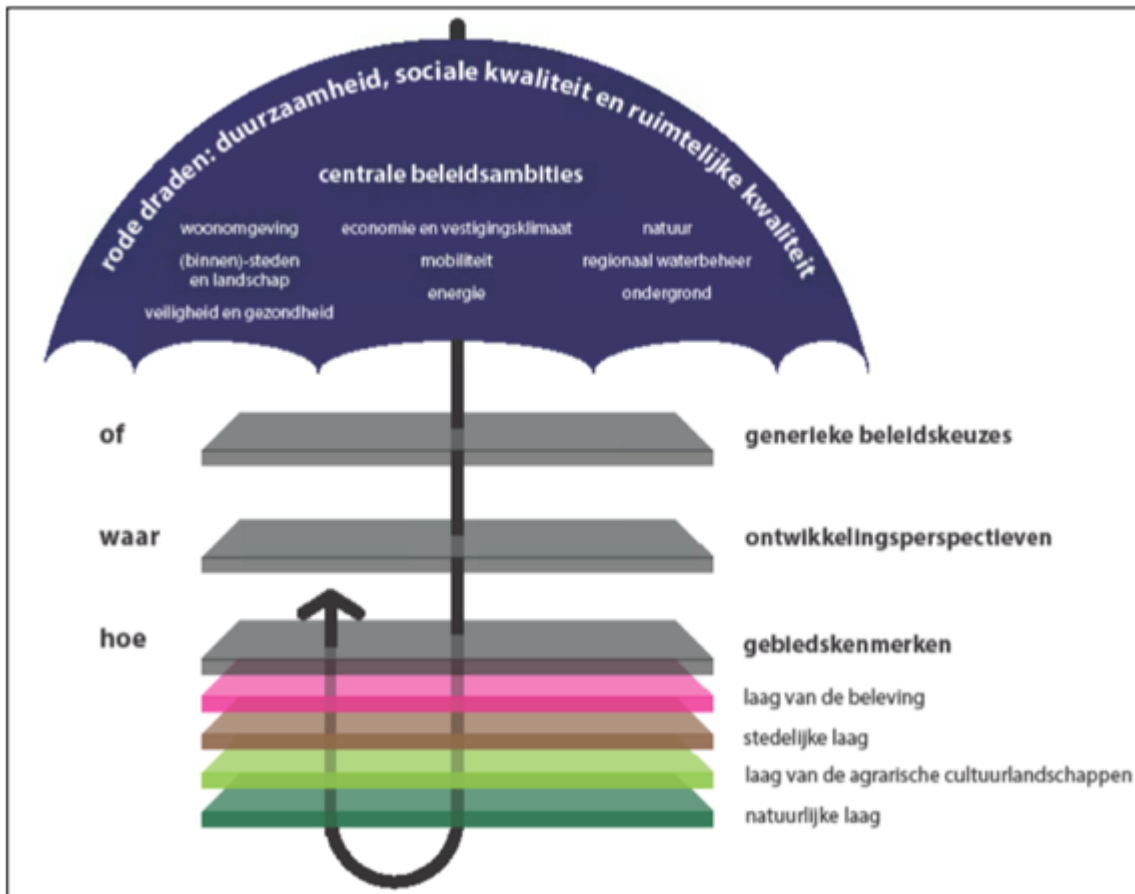 rode draden: duurzaamheid, sociale kwaliteit en ruimtelijke kwaliteit
centrale beleidsambities
woonomgeving
(binnen)-steden
en landschap
veiligheid en gezondheid
economie en vestigingsklimaat
mobiliteit
energie
natuur
regionaal waterbeheer
ondergrond
of
generieke beleidskeuzes
waar
ontwikkelingsperspectieven
hoe
gebiedskenmerken
laag van de beleving
stedelijke laag
laag van de agrarische cultuurlandschappen
natuurlijke laag